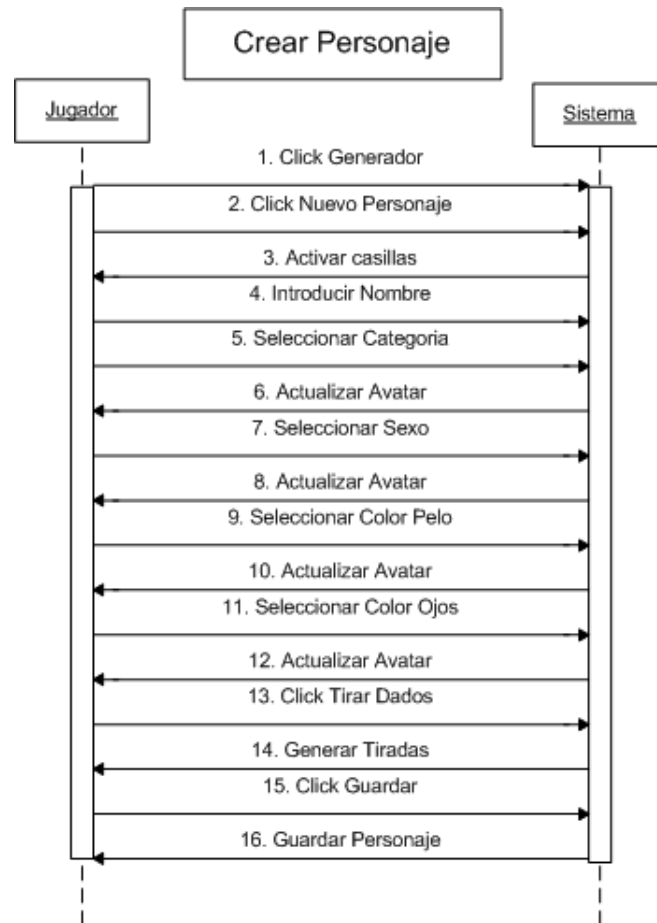 Crear Personaje
Jugador
Sistema
1. Click Generador
2. Click Nuevo Personaje
3. Activar casillas
4. Introducir Nombre
5. Seleccionar Categoria
6. Actualizar Avatar
7. Seleccionar Sexo
8. Actualizar Avatar
9. Seleccionar Color Pelo
10. Actualizar Avatar
11. Seleccionar Color Ojos
12. Actualizar Avatar
13. Click Tirar Dados
14. Generar Tiradas
15. Click Guardar
16. Guardar Personaje